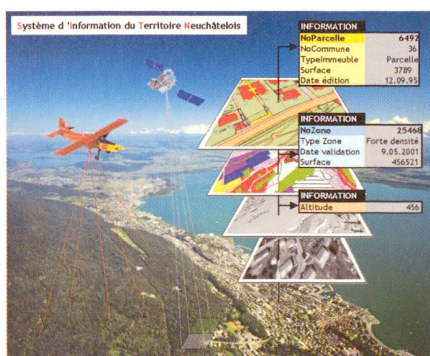 Système d 'Information du Territoire Neuchâtelois
INFORMATION
NoParcelle 6492
NoCommune 36
TypeImmeuble Parcelle
Surface 3789
Date édition 12.09.95
INFORMATION
NoZone 25468
Type Zone Forte densité
Date validation 9.05.2001
Surface 456521
INFORMATION
Altitude 456